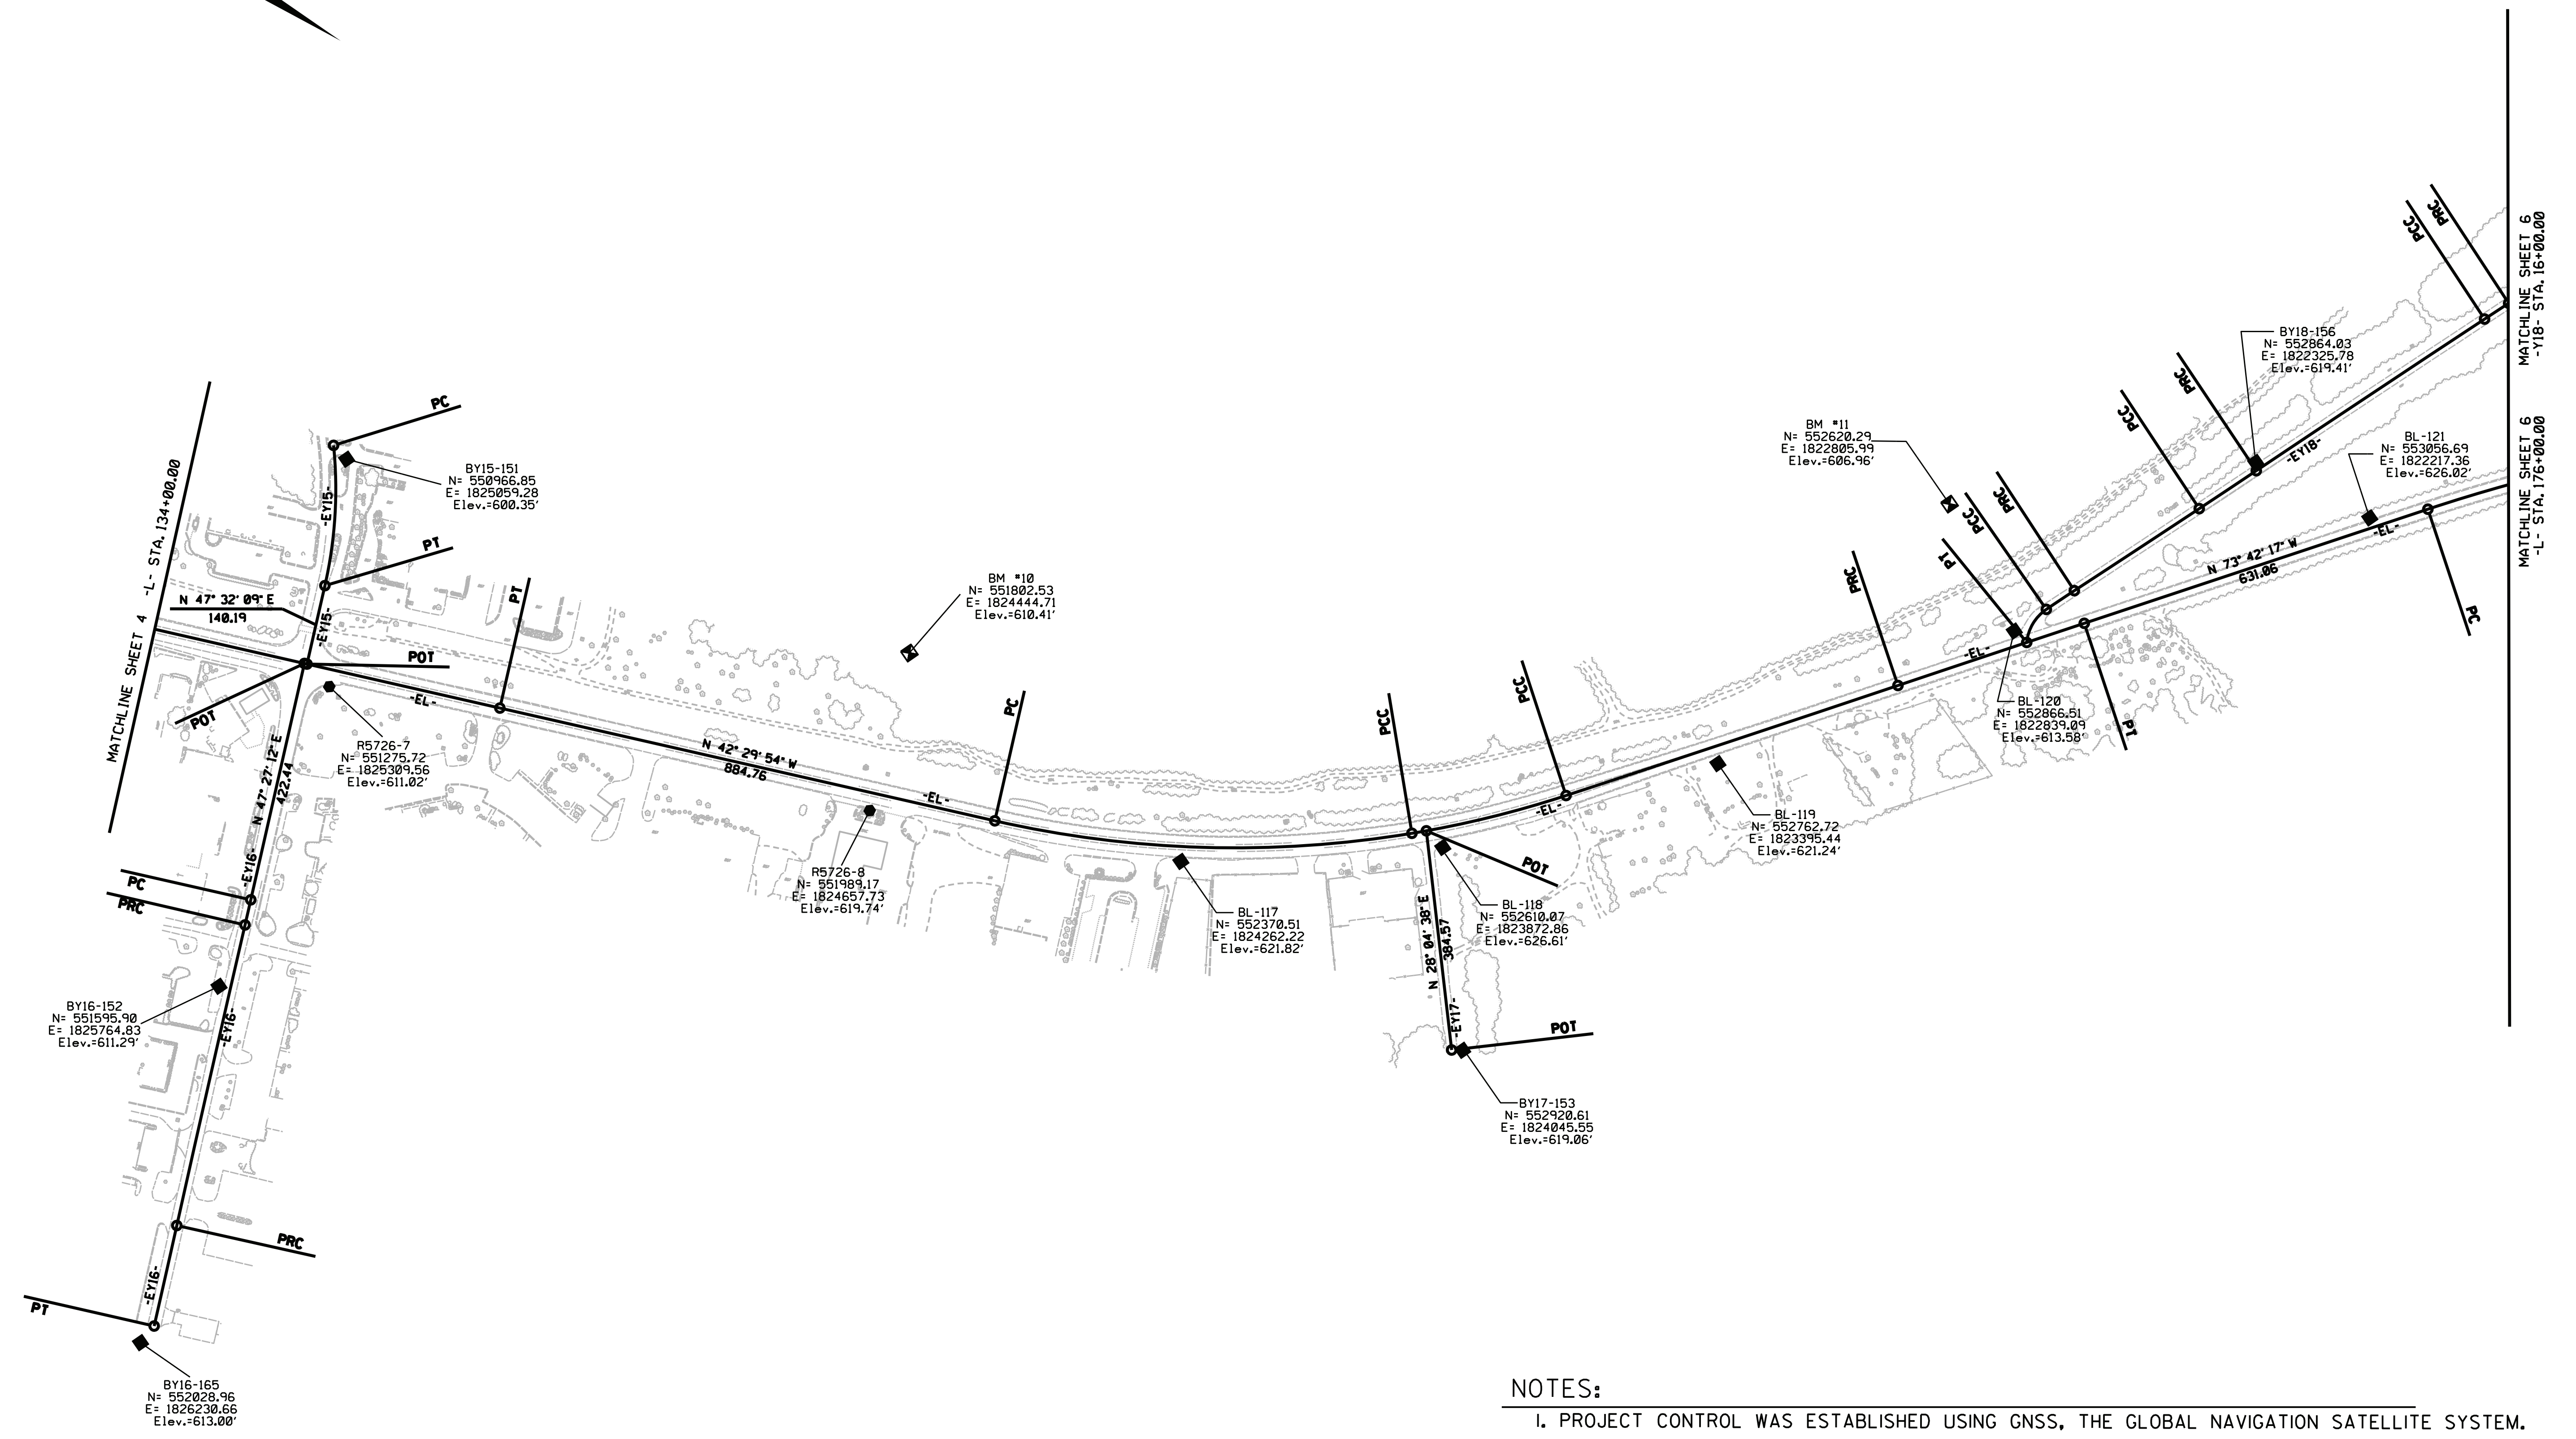 MATCHLINE SHEET 4 -L- STA. 134+00.00
PC
-EY15-
BY15-151
N= 550966.85
E= 1825059.28
Elev.=600.35'
PT
N 47° 32' 09" E
140.19
-EY15-
POT
POT
PT
-EL-
R5726-7
N= 551275.72
E= 1825309.56
Elev.=611.02'
N 47° 27' 12" E
422.44
-EY16-
PC
PRC
BY16-152
N= 551595.90
E= 1825764.83
Elev.=611.29'
-EY16-
PRC
-EY16-
PT
BY16-165
N= 552028.96
E= 1826230.66
Elev.=613.00'
BM #10
N= 551802.53
E= 1824444.71
Elev.=610.41'
N 42° 29' 54" W
884.76
-EL-
PC
R5726-8
N= 551989.17
E= 1824657.73
Elev.=619.74'
BL-117
N= 552370.51
E= 1824262.22
Elev.=621.82'
PCC
PCC
-EL-
POT
BL-118
N= 552610.07
E= 1823872.86
Elev.=626.61'
N 28° 04' 38" E
384.57
-EY17-
POT
BY17-153
N= 552920.61
E= 1824045.55
Elev.=619.06'
BL-119
N= 552762.72
E= 1823395.44
Elev.=621.24'
PRC
-EL-
BM #11
N= 552620.29
E= 1822805.99
Elev.=606.96'
PT
PCC
PRC
BL-120
N= 552866.51
E= 1822839.09
Elev.=613.58'
PT
PCC
PRC
BY18-156
N= 552864.03
E= 1822325.78
Elev.=619.41'
-EY18-
N 73° 42' 17" W
631.06
-EL-
BL-121
N= 553056.69
E= 1822217.36
Elev.=626.02'
PC
PCC
PRC
MATCHLINE SHEET 6
-Y18- STA. 16+00.00
MATCHLINE SHEET 6
-L- STA. 176+00.00
NOTES:
1. PROJECT CONTROL WAS ESTABLISHED USING GNSS, THE GLOBAL NAVIGATION SATELLITE SYSTEM.